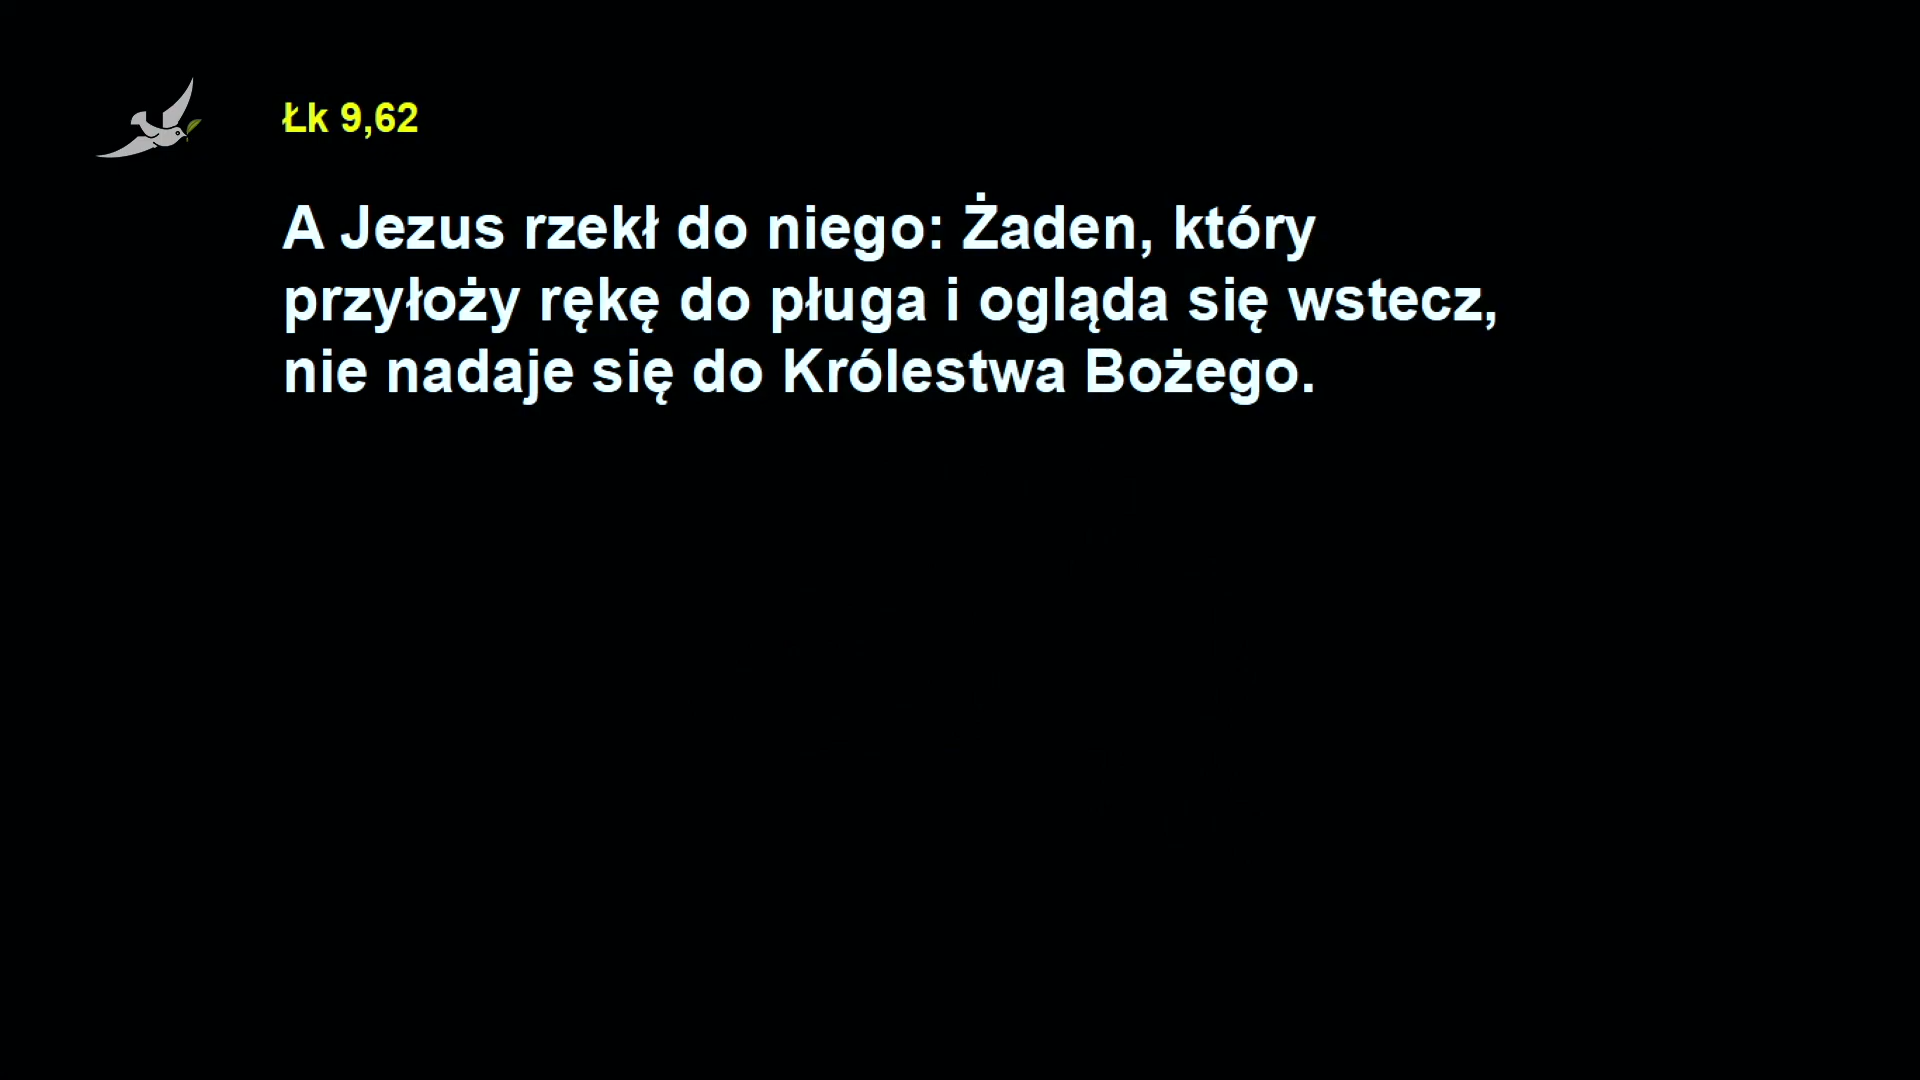 Łk 9,62
A Jezus rzekł do niego: Żaden, który
przyłoży rękę do pługa i ogląda się wstecz,
nie nadaje się do Królestwa Bożego.